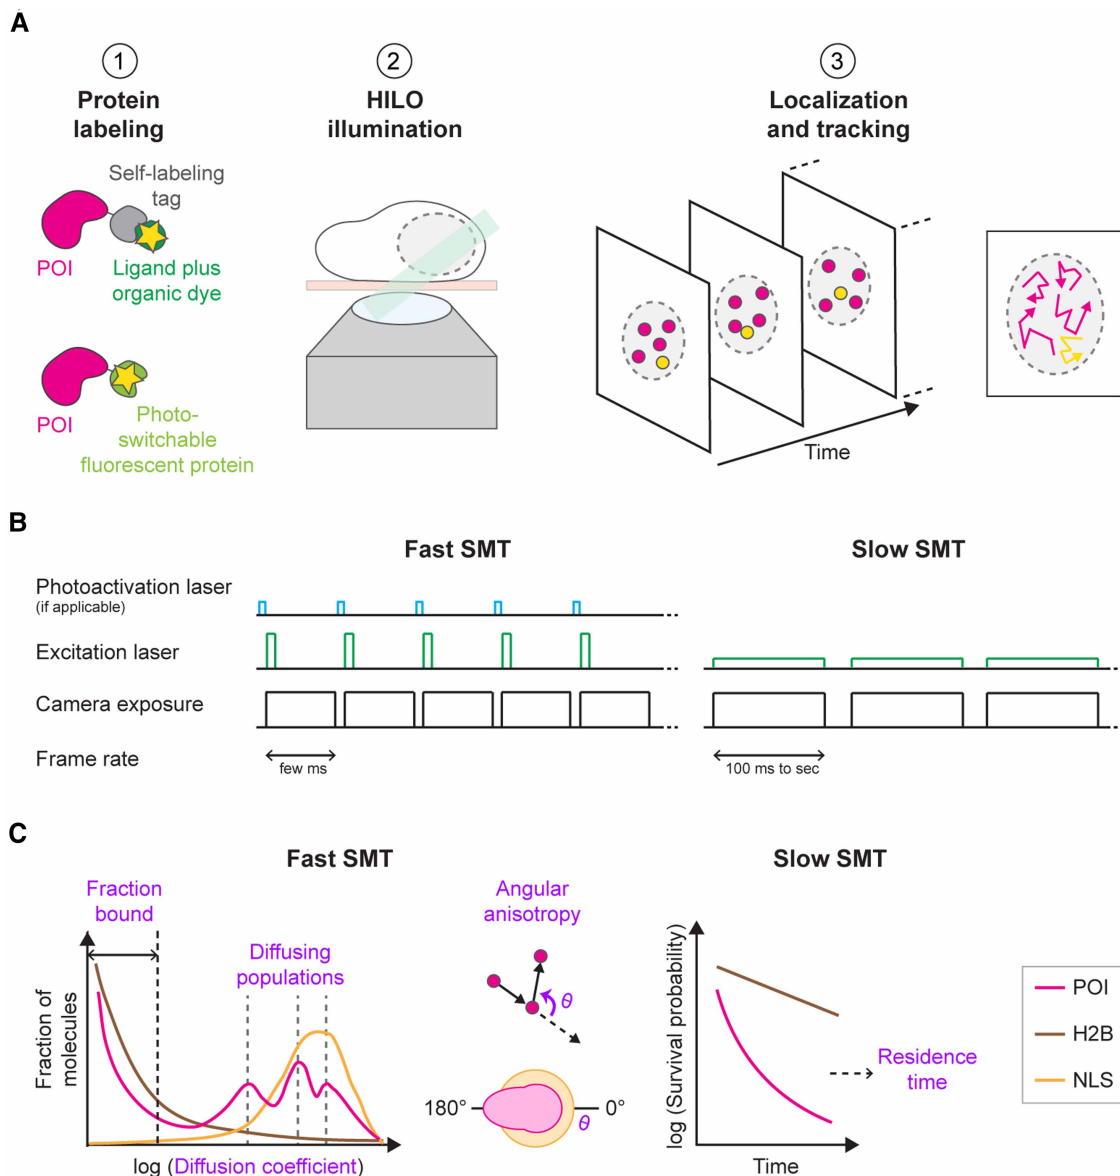 A
1
Protein
labeling
Self-labeling
tag
POI
Ligand plus
organic dye
POI
Photo-
switchable
fluorescent protein
2
HILO
illumination
3
Localization
and tracking
Time
B
Fast SMT
Slow SMT
Photoactivation laser
(if applicable)
Excitation laser
Camera exposure
Frame rate
few ms
100 ms to sec
C
Fast SMT
Slow SMT
Fraction
bound
Diffusing
populations
Fraction of
molecules
log (Diffusion coefficient)
Angular
anisotropy
θ
180°
0°
θ
log (Survival probability)
Residence
time
Time
POI
H2B
NLS